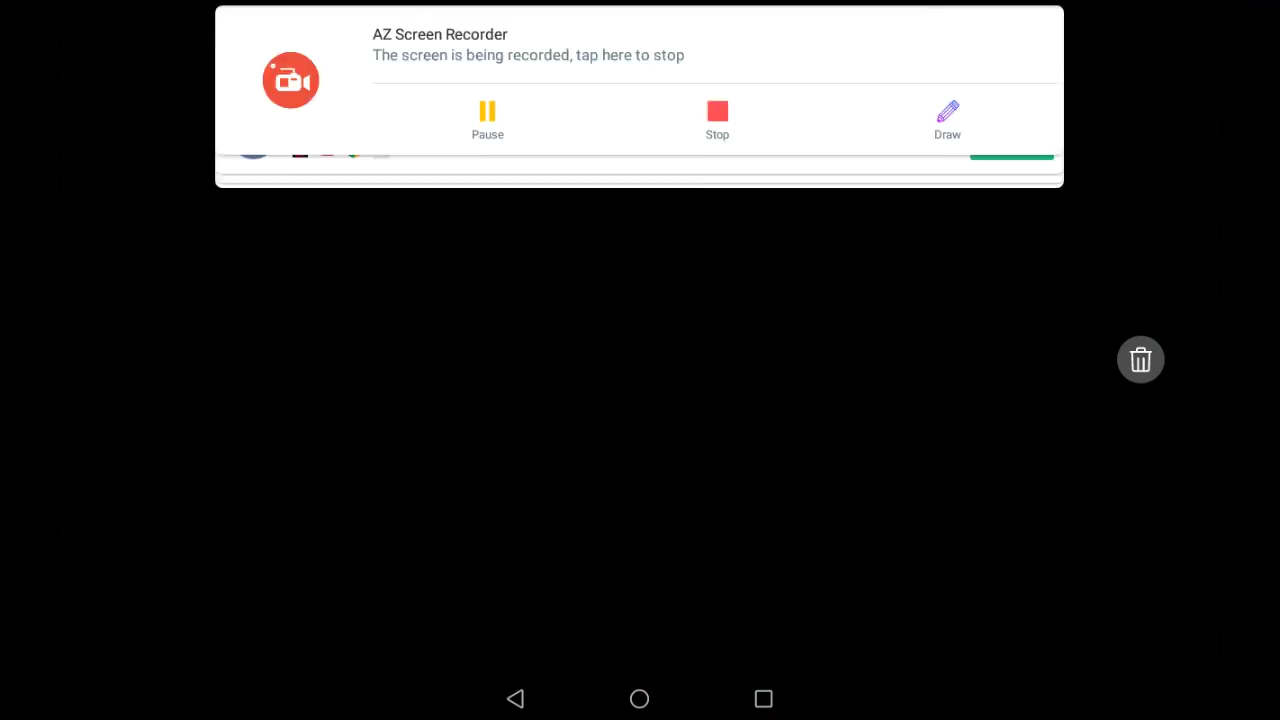 AZ Screen Recorder
The screen is being recorded, tap here to stop
Pause
Stop
Draw